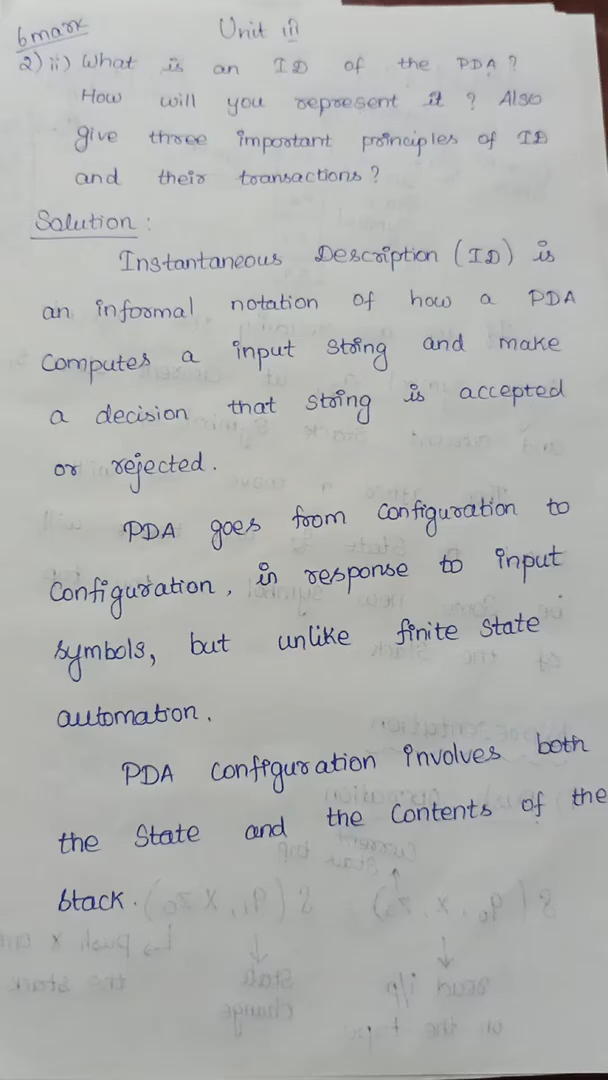 6mark Unit iii
2) ii) What is an ID of the PDA?
How will you represent it? Also
give three important principles of ID
and their transactions?
Solution:
Instantaneous Description (ID) is
an informal notation of how a PDA
computes a input string and make
a decision that string is accepted
or rejected.
PDA goes from configuration to
configuration, in response to input
symbols, but unlike finite state
automation.
PDA configuration involves both
the state and the contents of the
stack.